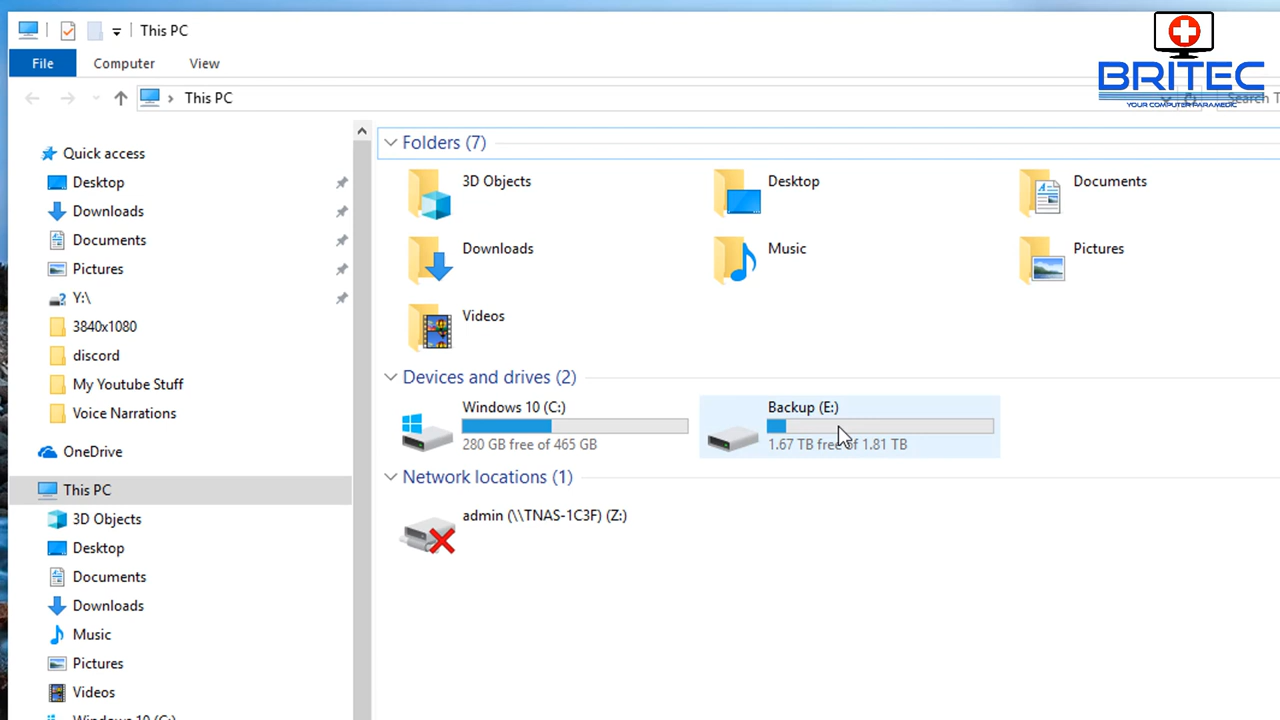 This PC
File
Computer
View
This PC
Search T
BRITEC
YOUR COMPUTER PARAMEDIC
Quick access
Desktop
Downloads
Documents
Pictures
Y:\
3840x1080
discord
My Youtube Stuff
Voice Narrations
OneDrive
This PC
3D Objects
Desktop
Documents
Downloads
Music
Pictures
Videos
Windows 10 (C:)
Folders (7)
3D Objects
Desktop
Documents
Downloads
Music
Pictures
Videos
Devices and drives (2)
Windows 10 (C:)
280 GB free of 465 GB
Backup (E:)
1.67 TB free of 1.81 TB
Network locations (1)
admin (\\TNAS-1C3F) (Z:)